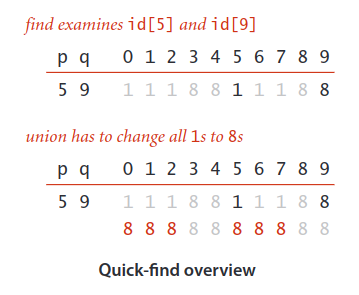 find examines id[5] and id[9]
p q 0 1 2 3 4 5 6 7 8 9
5 9 1 1 1 8 8 1 1 1 8 8
union has to change all 1s to 8s
p q 0 1 2 3 4 5 6 7 8 9
5 9 1 1 1 8 8 1 1 1 8 8
8 8 8 8 8 8 8 8 8 8
Quick-find overview